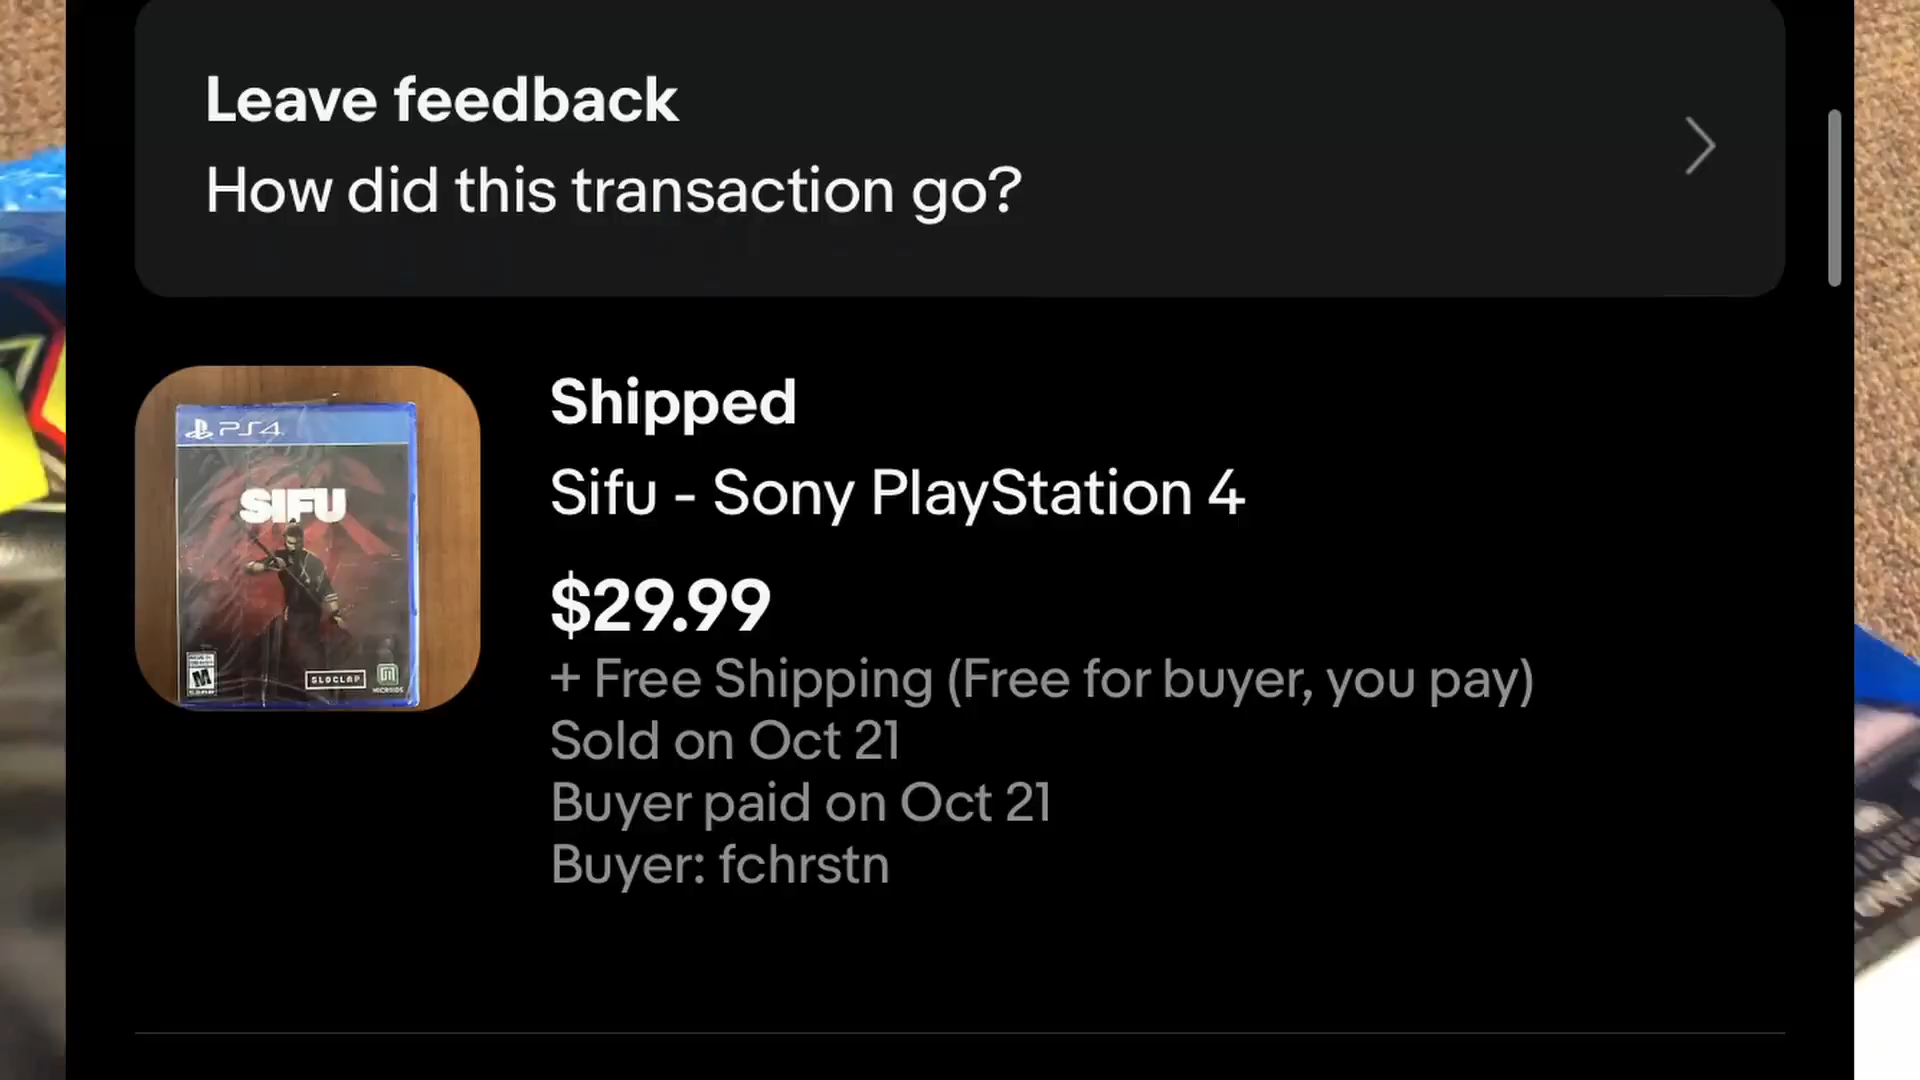 Leave feedback
How did this transaction go?
Shipped
Sifu - Sony PlayStation 4
$29.99
+ Free Shipping (Free for buyer, you pay)
Sold on Oct 21
Buyer paid on Oct 21
Buyer: fchrstn
PS4
SIFU
M
SLOCLAP
MICROIDS